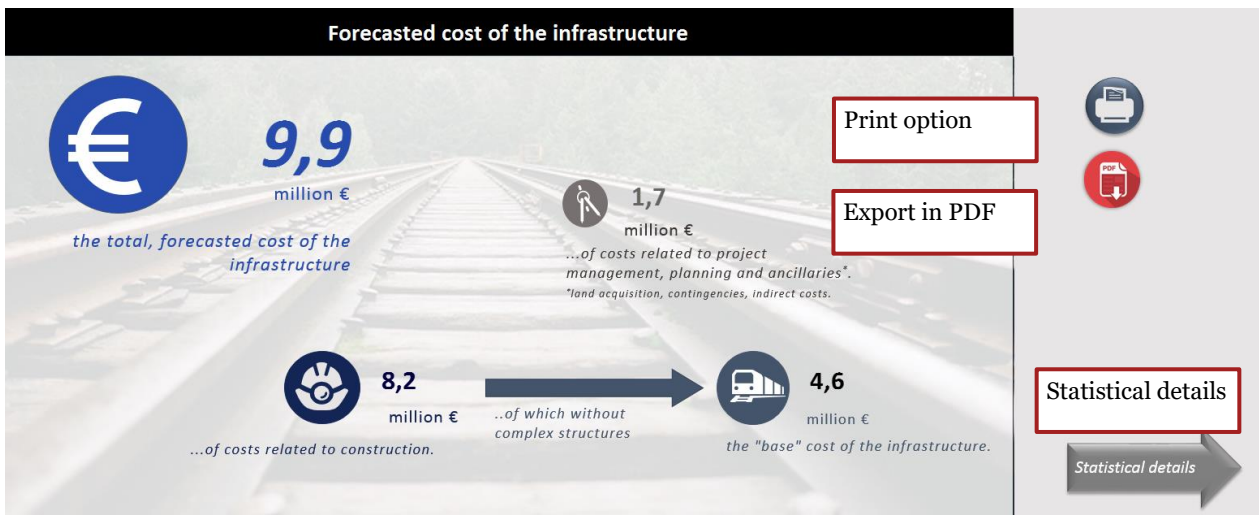 Forecasted cost of the infrastructure
9,9
million €
the total, forecasted cost of the
infrastructure
1,7
million €
...of costs related to project
management, planning and ancillaries*.
*land acquisition, contingencies, indirect costs.
8,2
million €
...of costs related to construction.
..of which without
complex structures
4,6
million €
the "base" cost of the infrastructure.
Print option
Export in PDF
PDF
Statistical details
Statistical details